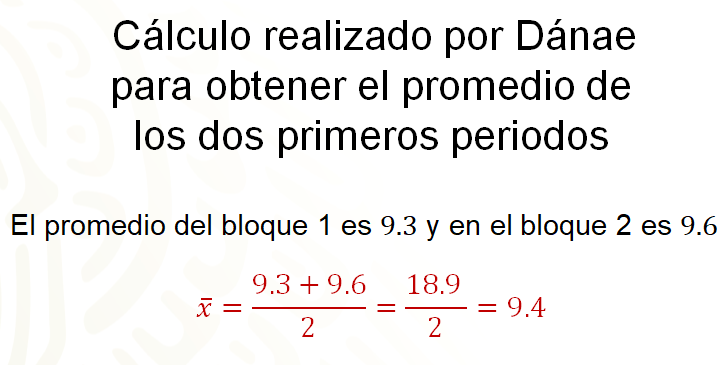 Cálculo realizado por Dánae
para obtener el promedio de
los dos primeros periodos
El promedio del bloque 1 es 9.3 y en el bloque 2 es 9.6
x̄ = (9.3 + 9.6)/2 = 18.9/2 = 9.4